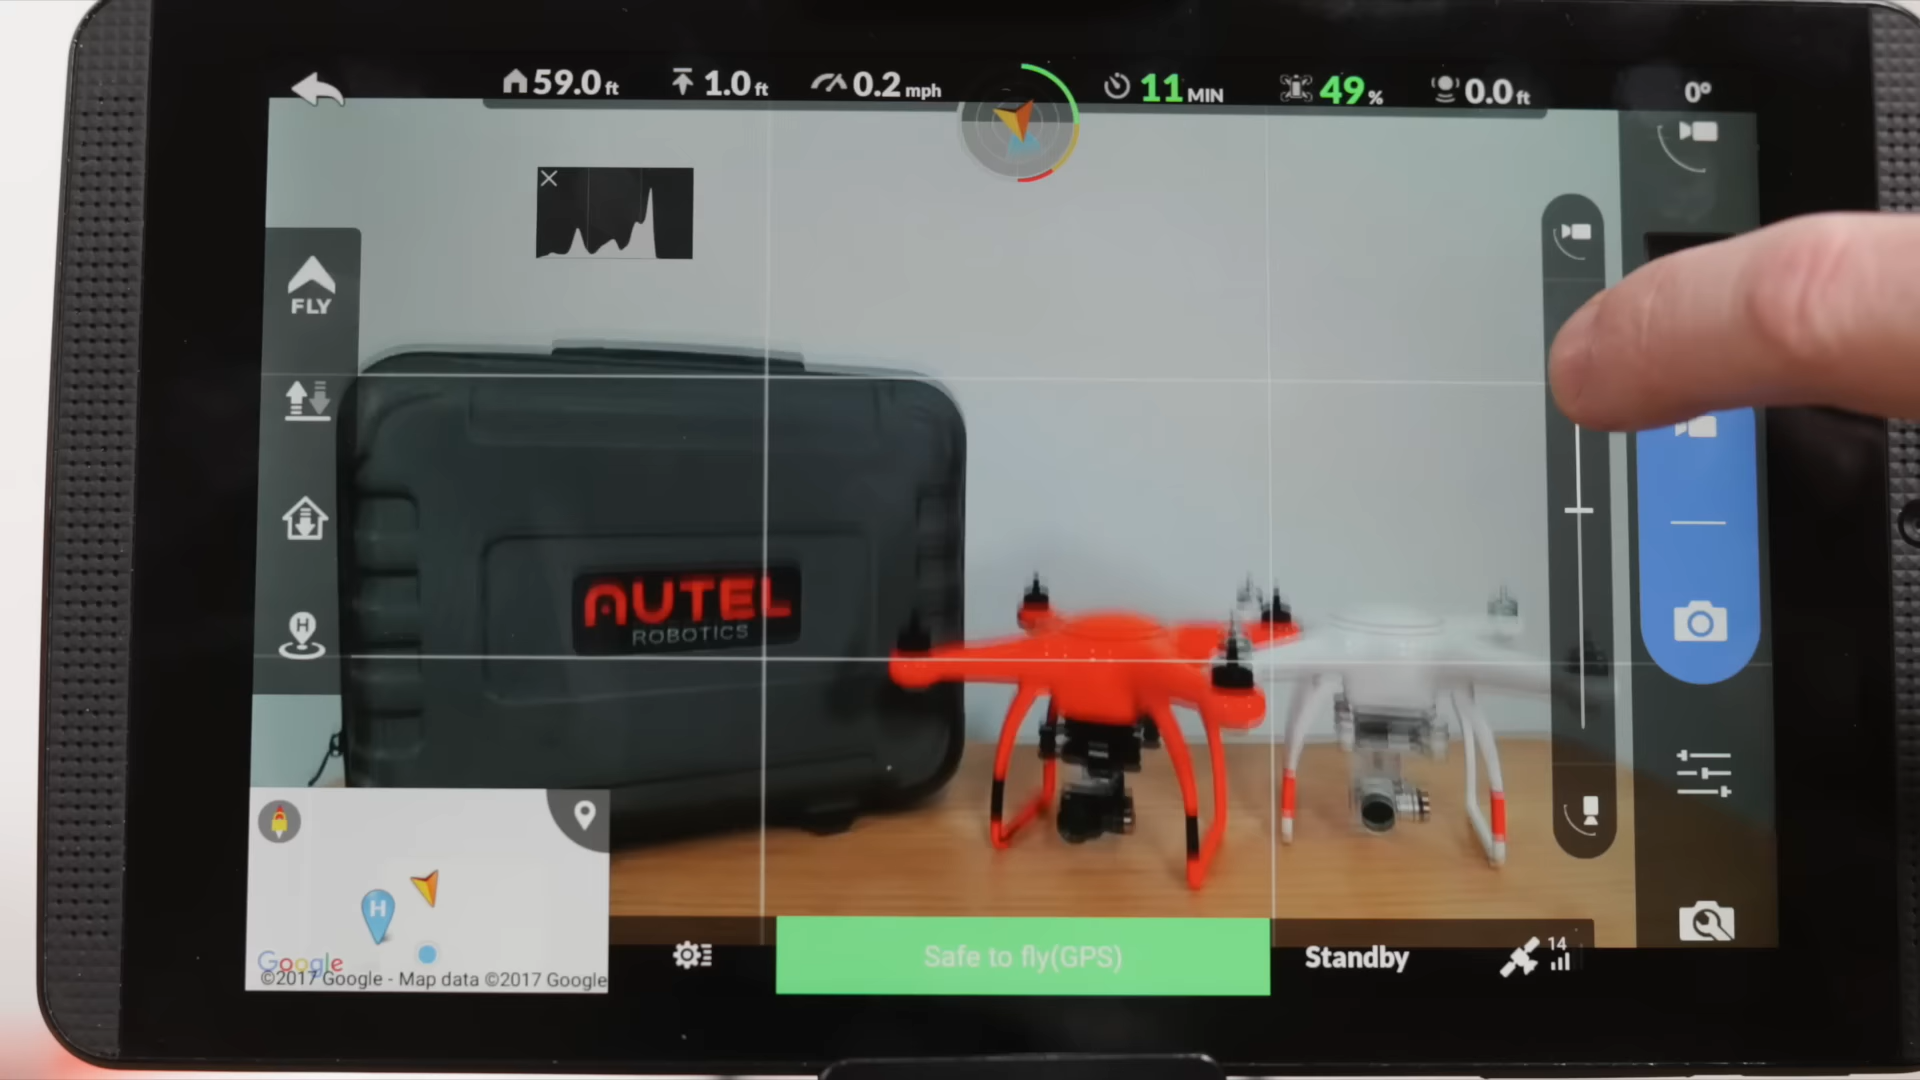 59.0 ft 1.0 ft 0.2 mph 11 MIN 49 % 0.0 ft 0°
FLY
AUTEL
ROBOTICS
H
H
Google
©2017 Google - Map data ©2017 Google
Safe to fly(GPS)
Standby
14